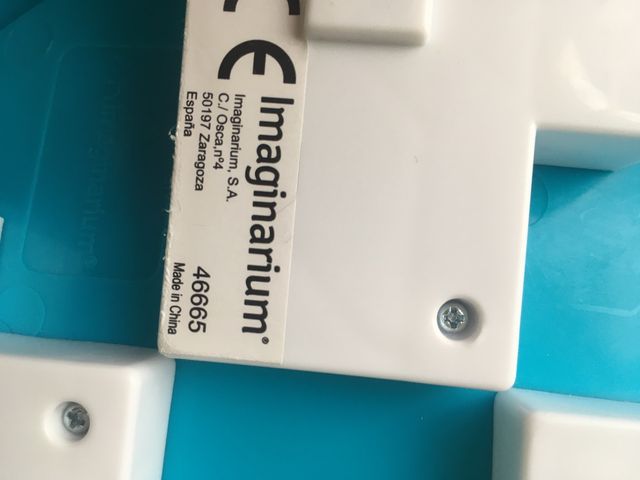 CE
Imaginarium®
Imaginarium, S.A.
C./ Osca,nº4
50197 Zaragoza
España
46665
Made in China